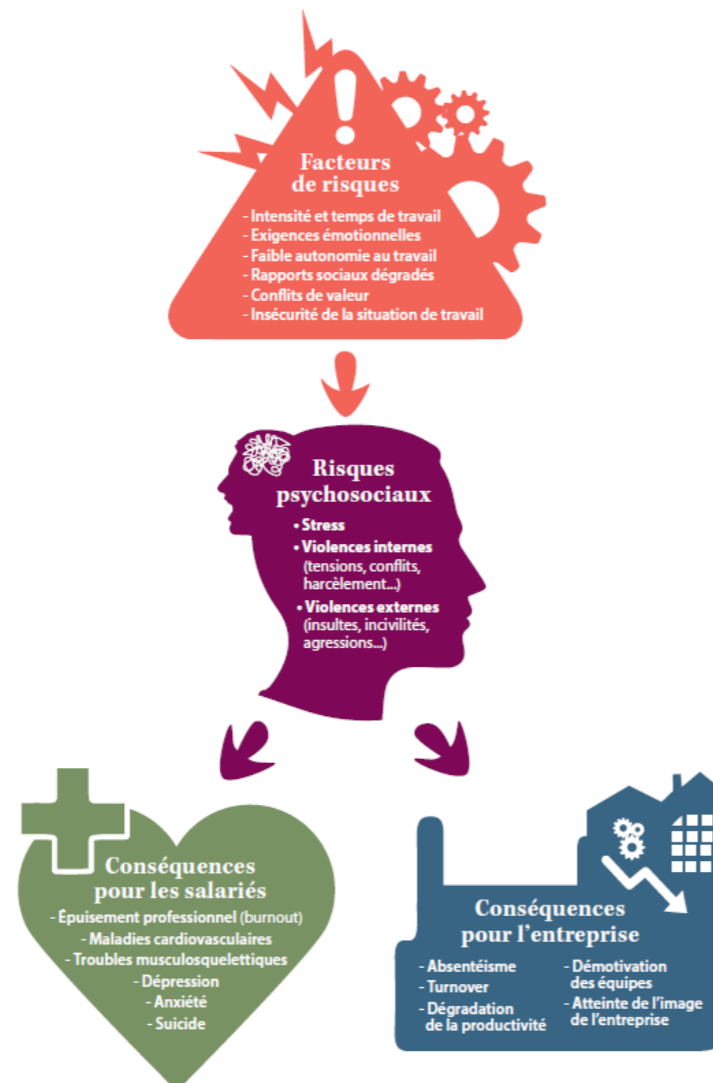 Facteurs
de risques
- Intensité et temps de travail
- Exigences émotionnelles
- Faible autonomie au travail
- Rapports sociaux dégradés
- Conflits de valeur
- Insécurité de la situation de travail
Risques
psychosociaux
• Stress
• Violences internes
(tensions, conflits,
harcèlement...)
• Violences externes
(insultes, incivilités,
agressions...)
Conséquences
pour les salariés
- Épuisement professionnel (burnout)
- Maladies cardiovasculaires
- Troubles musculosquelettiques
- Dépression
- Anxiété
- Suicide
Conséquences
pour l'entreprise
- Absentéisme
- Turnover
- Dégradation
de la productivité
- Démotivation
des équipes
- Atteinte de l'image
de l'entreprise